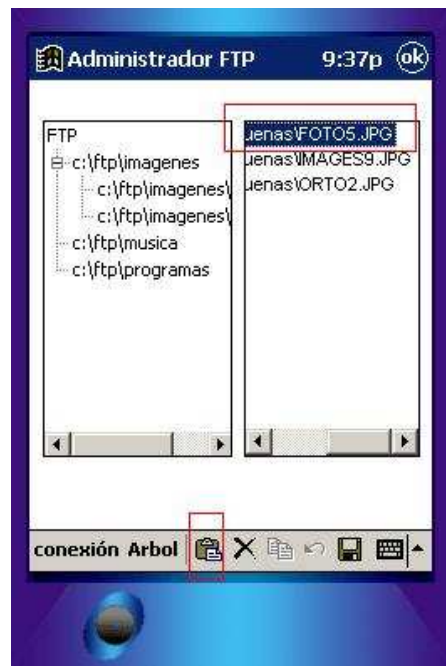 Administrador FTP 9:37p ok
FTP
c:\ftp\imagenes
c:\ftp\imagenes\
c:\ftp\imagenes\
c:\ftp\musica
c:\ftp\programas
uenas\FOTO5.JPG
uenas\IMAGES9.JPG
uenas\ORTO2.JPG
conexión Arbol